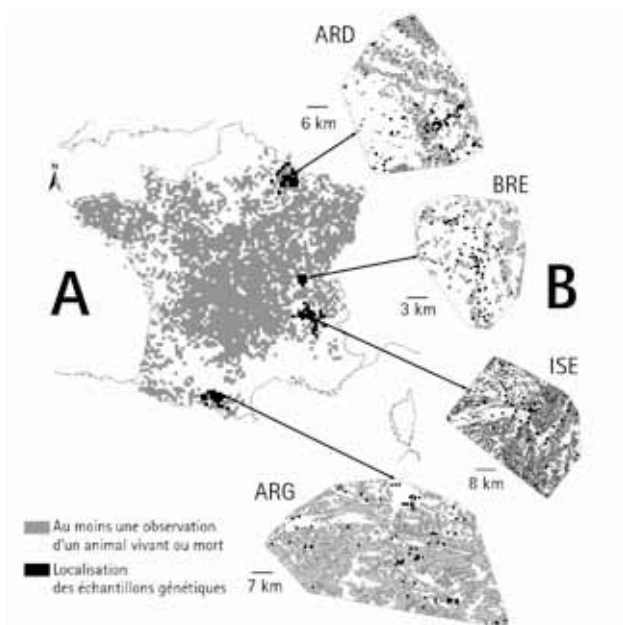 ARD
6 km
N
BRE
A
B
3 km
ISE
8 km
ARG
7 km
Au moins une observation
d'un animal vivant ou mort
Localisation
des échantillons génétiques